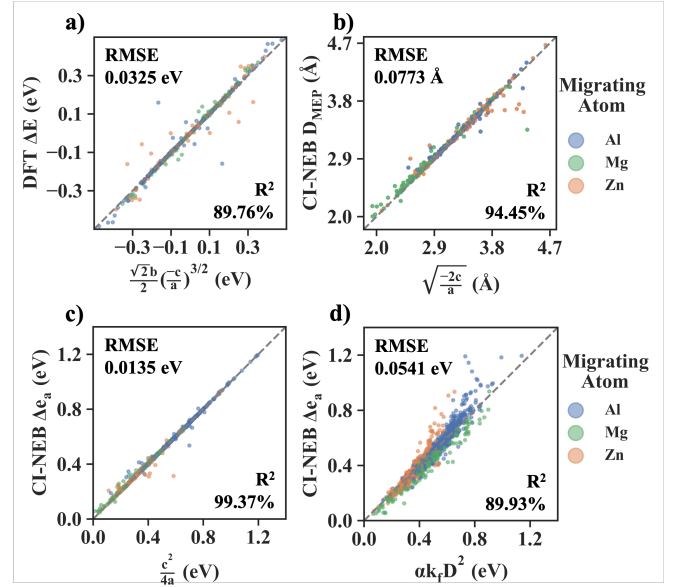 a)
RMSE
0.0325 eV
R²
89.76%
DFT ΔE (eV)
0.3
0.1
−0.1
−0.3
−0.3 −0.1 0.1 0.3
√2b/2 (−c/a)^3/2 (eV)
b)
RMSE
0.0773 Å
R²
94.45%
CI-NEB D_MEP (Å)
4.7
3.8
2.9
2.0
2.0 2.9 3.8 4.7
√(−2c/a) (Å)
Migrating
Atom
Al
Mg
Zn
c)
RMSE
0.0135 eV
R²
99.37%
CI-NEB Δe_a (eV)
1.2
0.8
0.4
0.0
0.0 0.4 0.8 1.2
c²/4a (eV)
d)
RMSE
0.0541 eV
R²
89.93%
CI-NEB Δe_a (eV)
1.2
0.8
0.4
0.0
0.0 0.4 0.8 1.2
αk_fD² (eV)
Migrating
Atom
Al
Mg
Zn